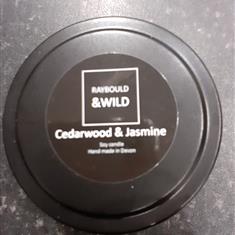 RAYBOULD
&WILD
Cedarwood & Jasmine
Soy candle
Hand made in Devon